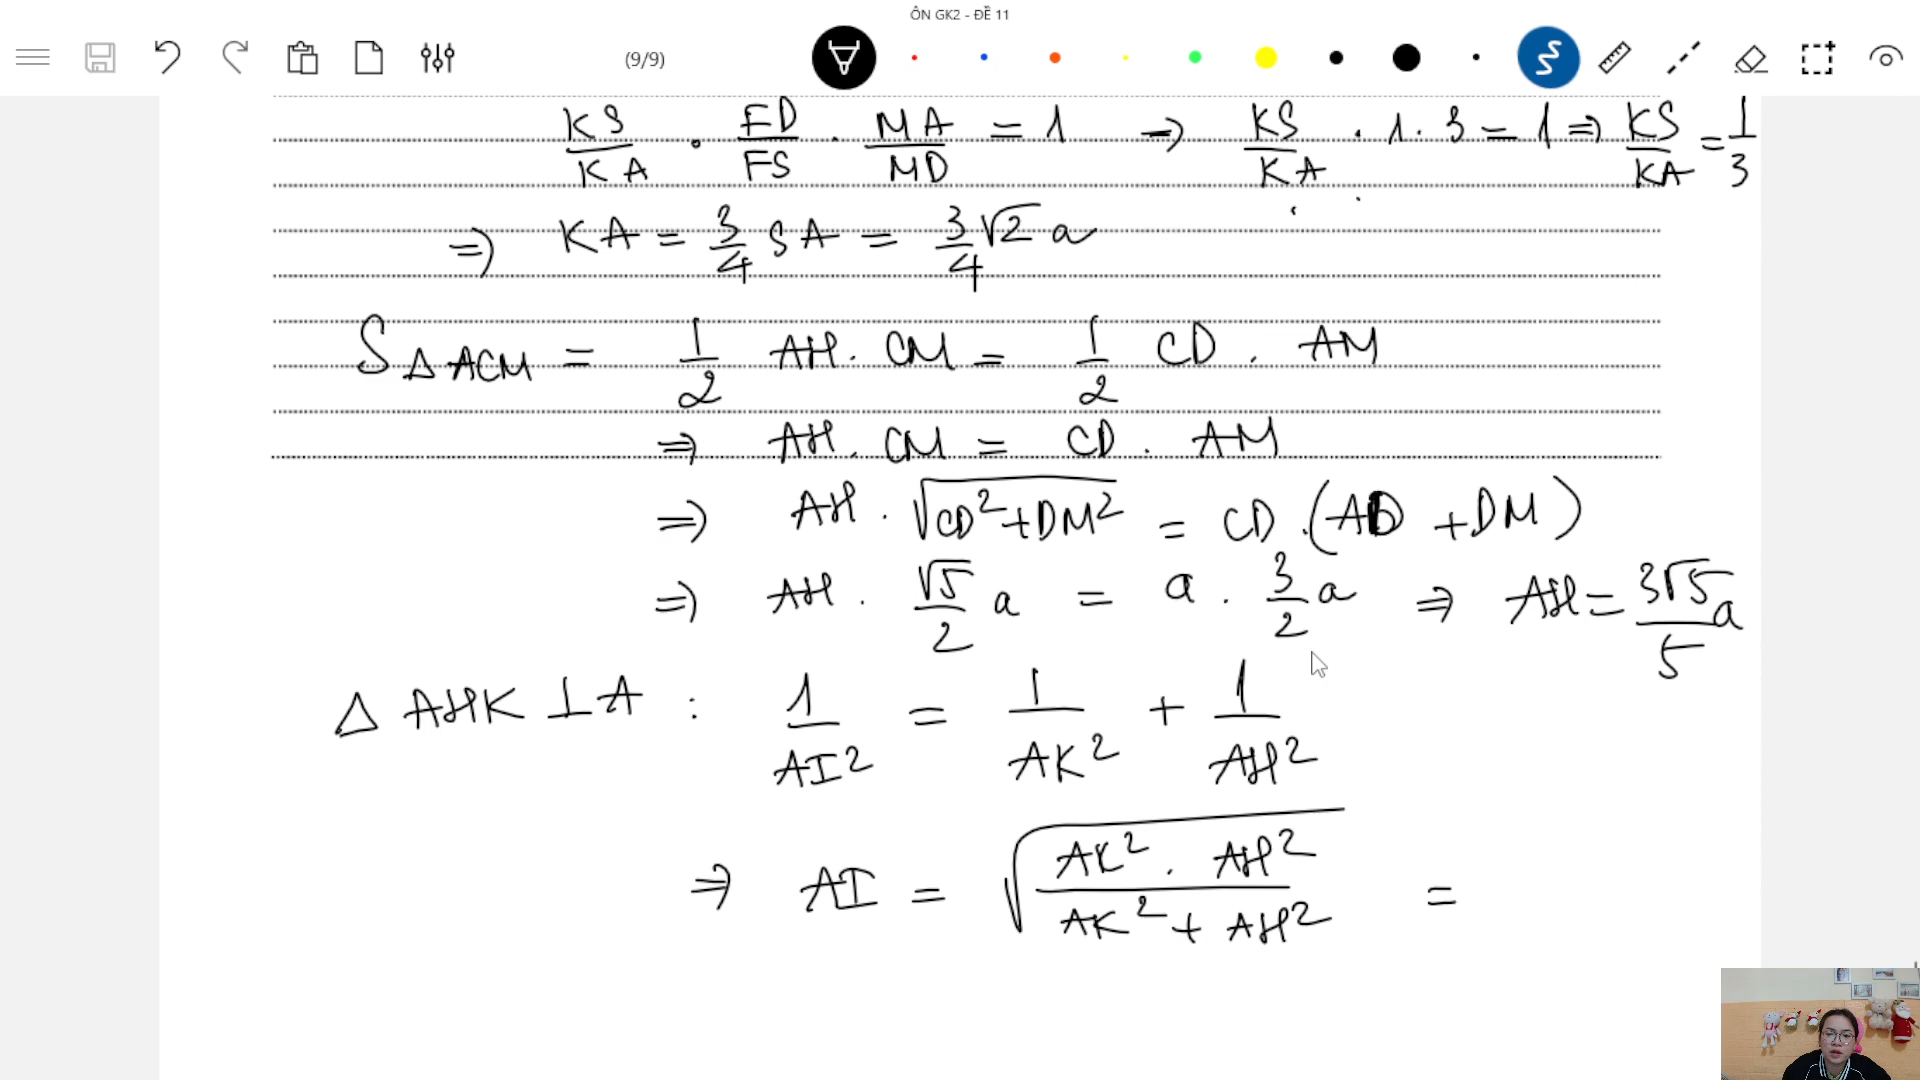 ÔN GK2 - ĐỀ 11
(9/9)
KS/KA . FD/FS . MA/MD = 1 → KS/KA . 1 . 3 = 1 ⇒ KS/KA = 1/3
⇒ KA = 3/4 SA = 3√2/4 a
S△ACM = 1/2 AH . CM = 1/2 CD . AM
⇒ AH . CM = CD . AM
⇒ AH . √(CD² + DM²) = CD . (AD + DM)
⇒ AH . √5/2 a = a . 3/2 a ⇒ AH = 3√5/5 a
△ AHK ⊥ A : 1/AI² = 1/AK² + 1/AH²
⇒ AI = √(AK² . AH² / AK² + AH²) =